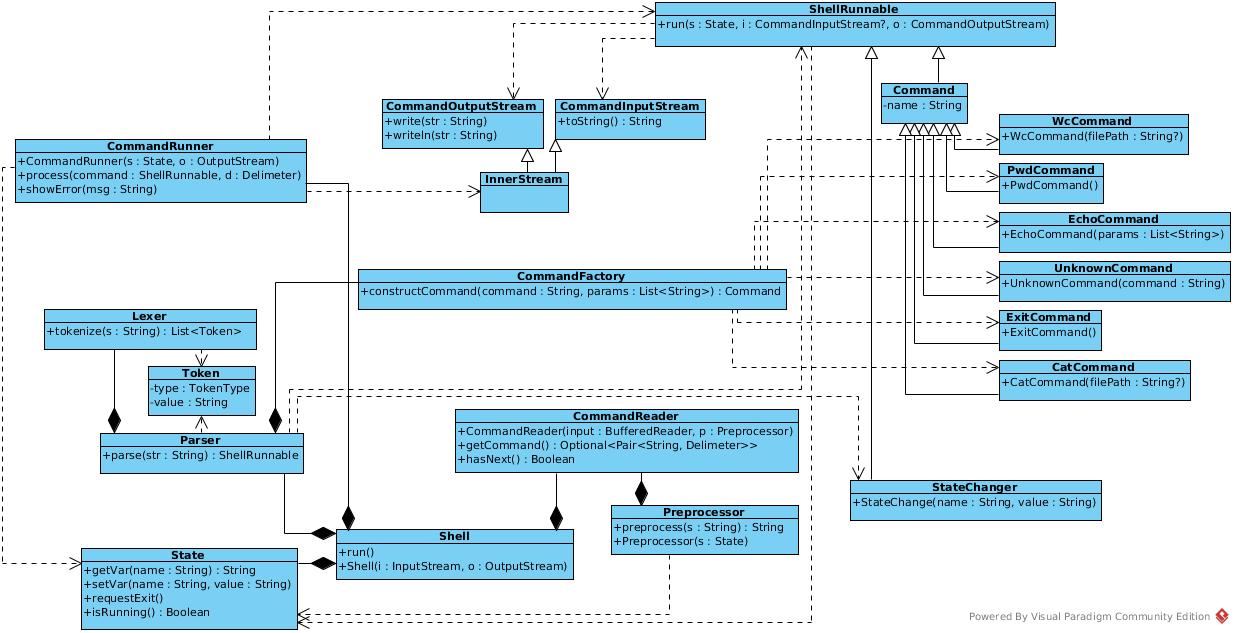 ShellRunnable
+run(s : State, i : CommandInputStream?, o : CommandOutputStream)
Command
-name : String
CommandOutputStream
+write(str : String)
+writeln(str : String)
CommandInputStream
+toString() : String
WcCommand
+WcCommand(filePath : String?)
CommandRunner
+CommandRunner(s : State, o : OutputStream)
+process(command : ShellRunnable, d : Delimeter)
+showError(msg : String)
InnerStream
PwdCommand
+PwdCommand()
EchoCommand
+EchoCommand(params : List<String>)
CommandFactory
+constructCommand(command : String, params : List<String>) : Command
UnknownCommand
+UnknownCommand(command : String)
Lexer
+tokenize(s : String) : List<Token>
ExitCommand
+ExitCommand()
Token
-type : TokenType
-value : String
CatCommand
+CatCommand(filePath : String?)
CommandReader
+CommandReader(input : BufferedReader, p : Preprocessor)
+getCommand() : Optional<Pair<String, Delimeter>>
+hasNext() : Boolean
Parser
+parse(str : String) : ShellRunnable
StateChanger
+StateChange(name : String, value : String)
Preprocessor
+preprocess(s : String) : String
+Preprocessor(s : State)
Shell
+run()
+Shell(i : InputStream, o : OutputStream)
State
+getVar(name : String) : String
+setVar(name : String, value : String)
+requestExit()
+isRunning() : Boolean
Powered By Visual Paradigm Community Edition